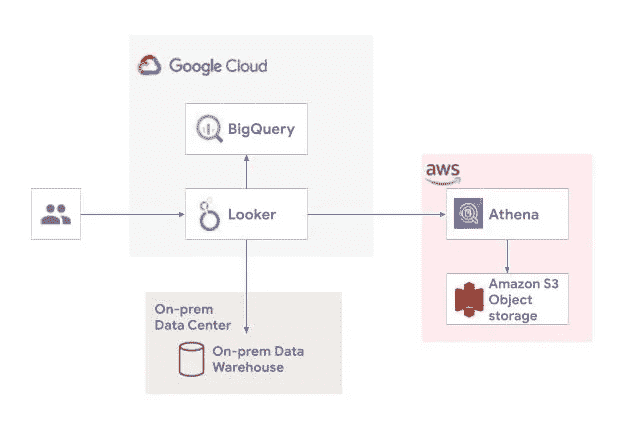 Google Cloud
BigQuery
Looker
aws
Athena
Amazon S3
Object
storage
On-prem
Data Center
On-prem Data
Warehouse